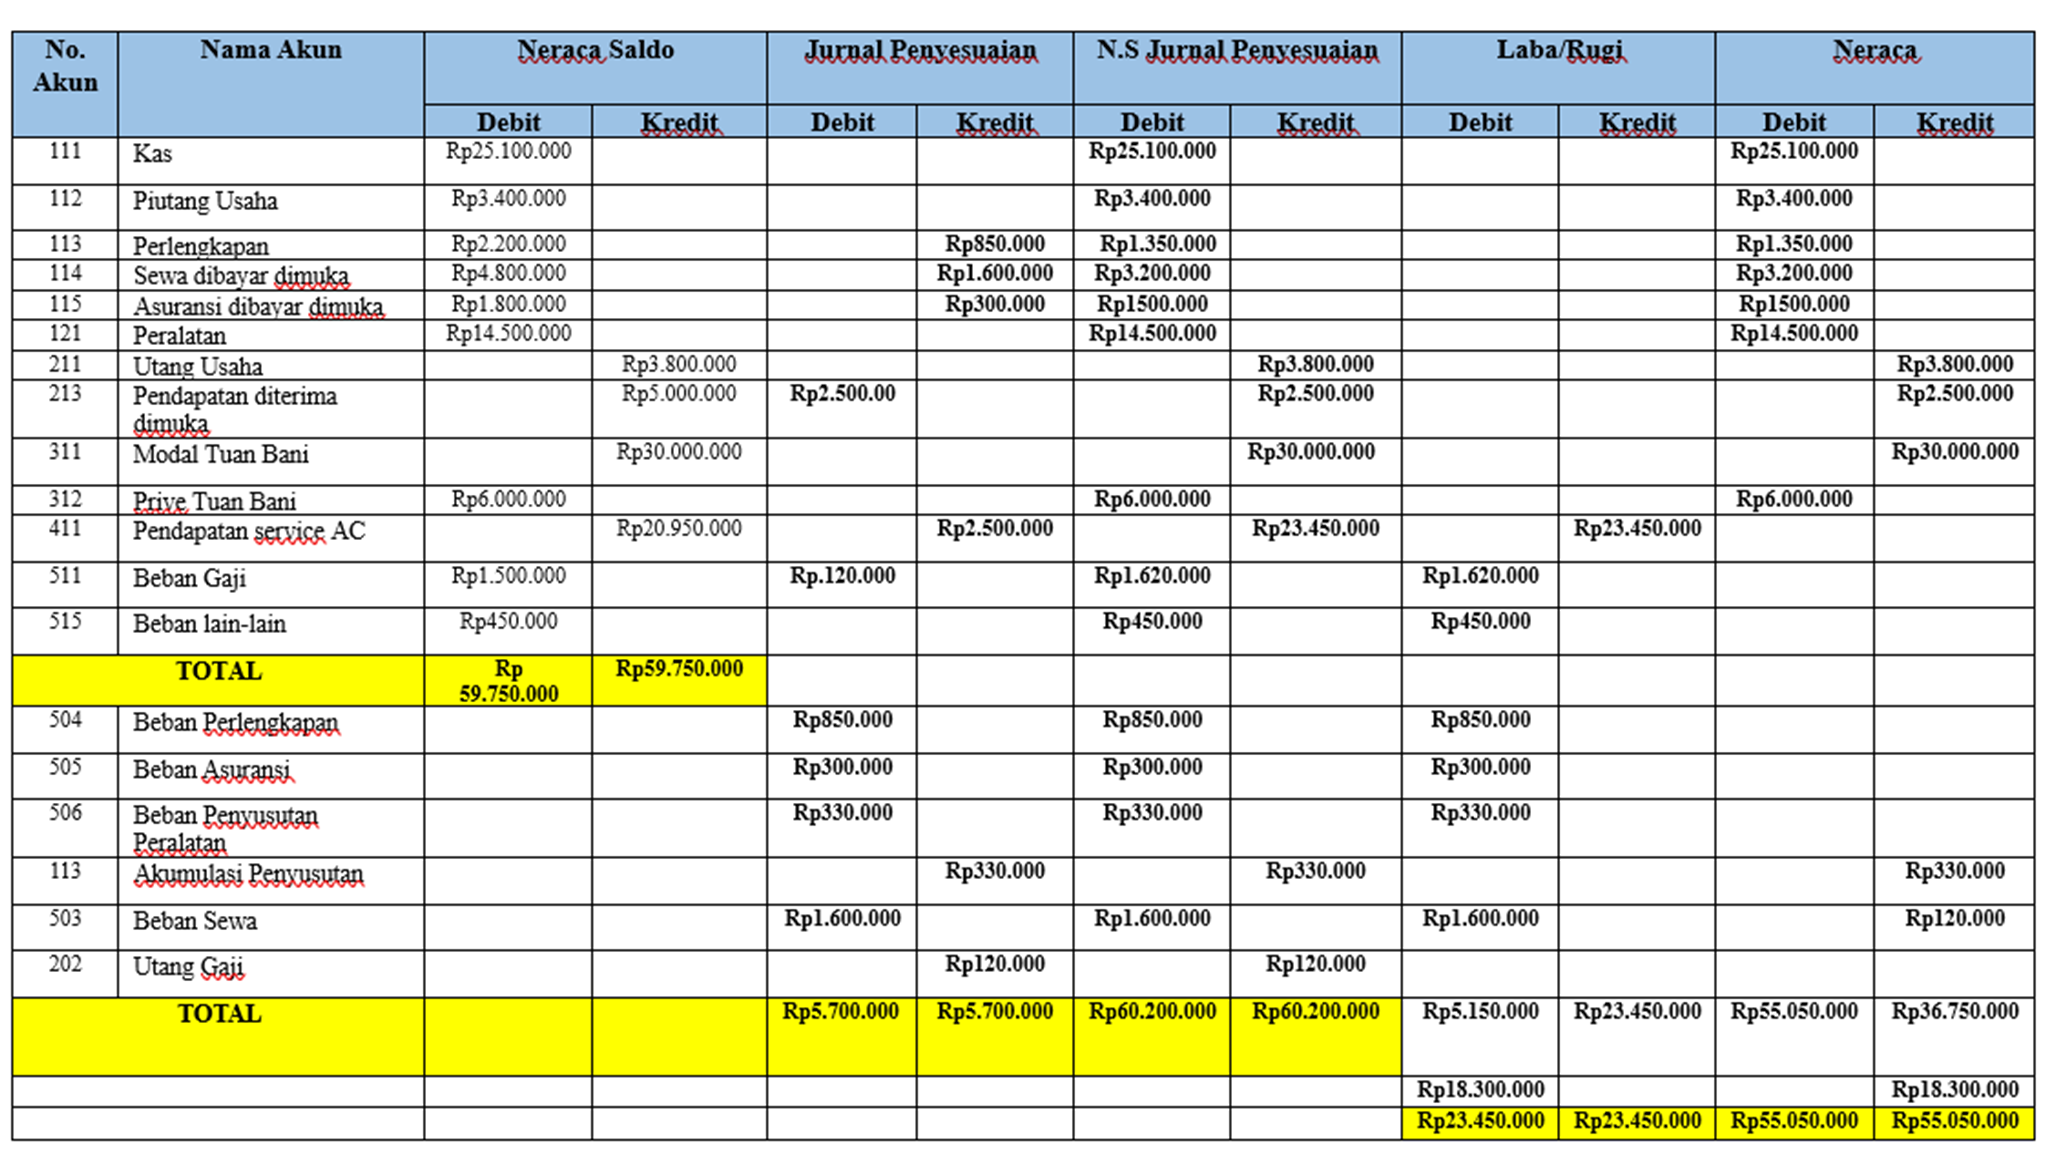 No. Akun Nama Akun Neraca Saldo Jurnal Penyesuaian N.S Jurnal Penyesuaian Laba/Rugi Neraca
Debit Kredit Debit Kredit Debit Kredit Debit Kredit Debit Kredit
111 Kas Rp25.100.000 Rp25.100.000 Rp25.100.000
112 Piutang Usaha Rp3.400.000 Rp3.400.000 Rp3.400.000
113 Perlengkapan Rp2.200.000 Rp850.000 Rp1.350.000 Rp1.350.000
114 Sewa dibayar dimuka Rp4.800.000 Rp1.600.000 Rp3.200.000 Rp3.200.000
115 Asuransi dibayar dimuka Rp1.800.000 Rp300.000 Rp1500.000 Rp1500.000
121 Peralatan Rp14.500.000 Rp14.500.000 Rp14.500.000
211 Utang Usaha Rp3.800.000 Rp3.800.000 Rp3.800.000
213 Pendapatan diterima dimuka Rp5.000.000 Rp2.500.00 Rp2.500.000 Rp2.500.000
311 Modal Tuan Bani Rp30.000.000 Rp30.000.000 Rp30.000.000
312 Prive Tuan Bani Rp6.000.000 Rp6.000.000 Rp6.000.000
411 Pendapatan service AC Rp20.950.000 Rp2.500.000 Rp23.450.000 Rp23.450.000
511 Beban Gaji Rp1.500.000 Rp.120.000 Rp1.620.000 Rp1.620.000
515 Beban lain-lain Rp450.000 Rp450.000 Rp450.000
TOTAL Rp 59.750.000 Rp59.750.000
504 Beban Perlengkapan Rp850.000 Rp850.000 Rp850.000
505 Beban Asuransi Rp300.000 Rp300.000 Rp300.000
506 Beban Penyusutan Peralatan Rp330.000 Rp330.000 Rp330.000
113 Akumulasi Penyusutan Rp330.000 Rp330.000 Rp330.000
503 Beban Sewa Rp1.600.000 Rp1.600.000 Rp1.600.000 Rp120.000
202 Utang Gaji Rp120.000 Rp120.000
TOTAL Rp5.700.000 Rp5.700.000 Rp60.200.000 Rp60.200.000 Rp5.150.000 Rp23.450.000 Rp55.050.000 Rp36.750.000
Rp18.300.000 Rp18.300.000
Rp23.450.000 Rp23.450.000 Rp55.050.000 Rp55.050.000